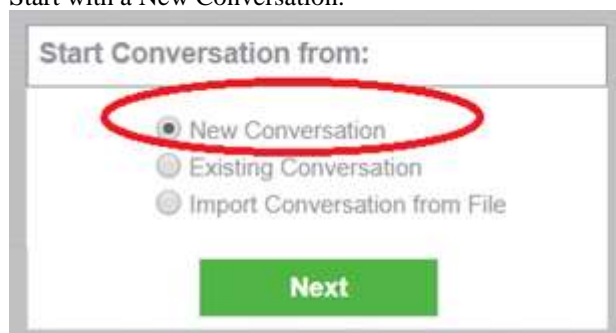 Start with a New Conversation.
Start Conversation from:
New Conversation
Existing Conversation
Import Conversation from File
Next